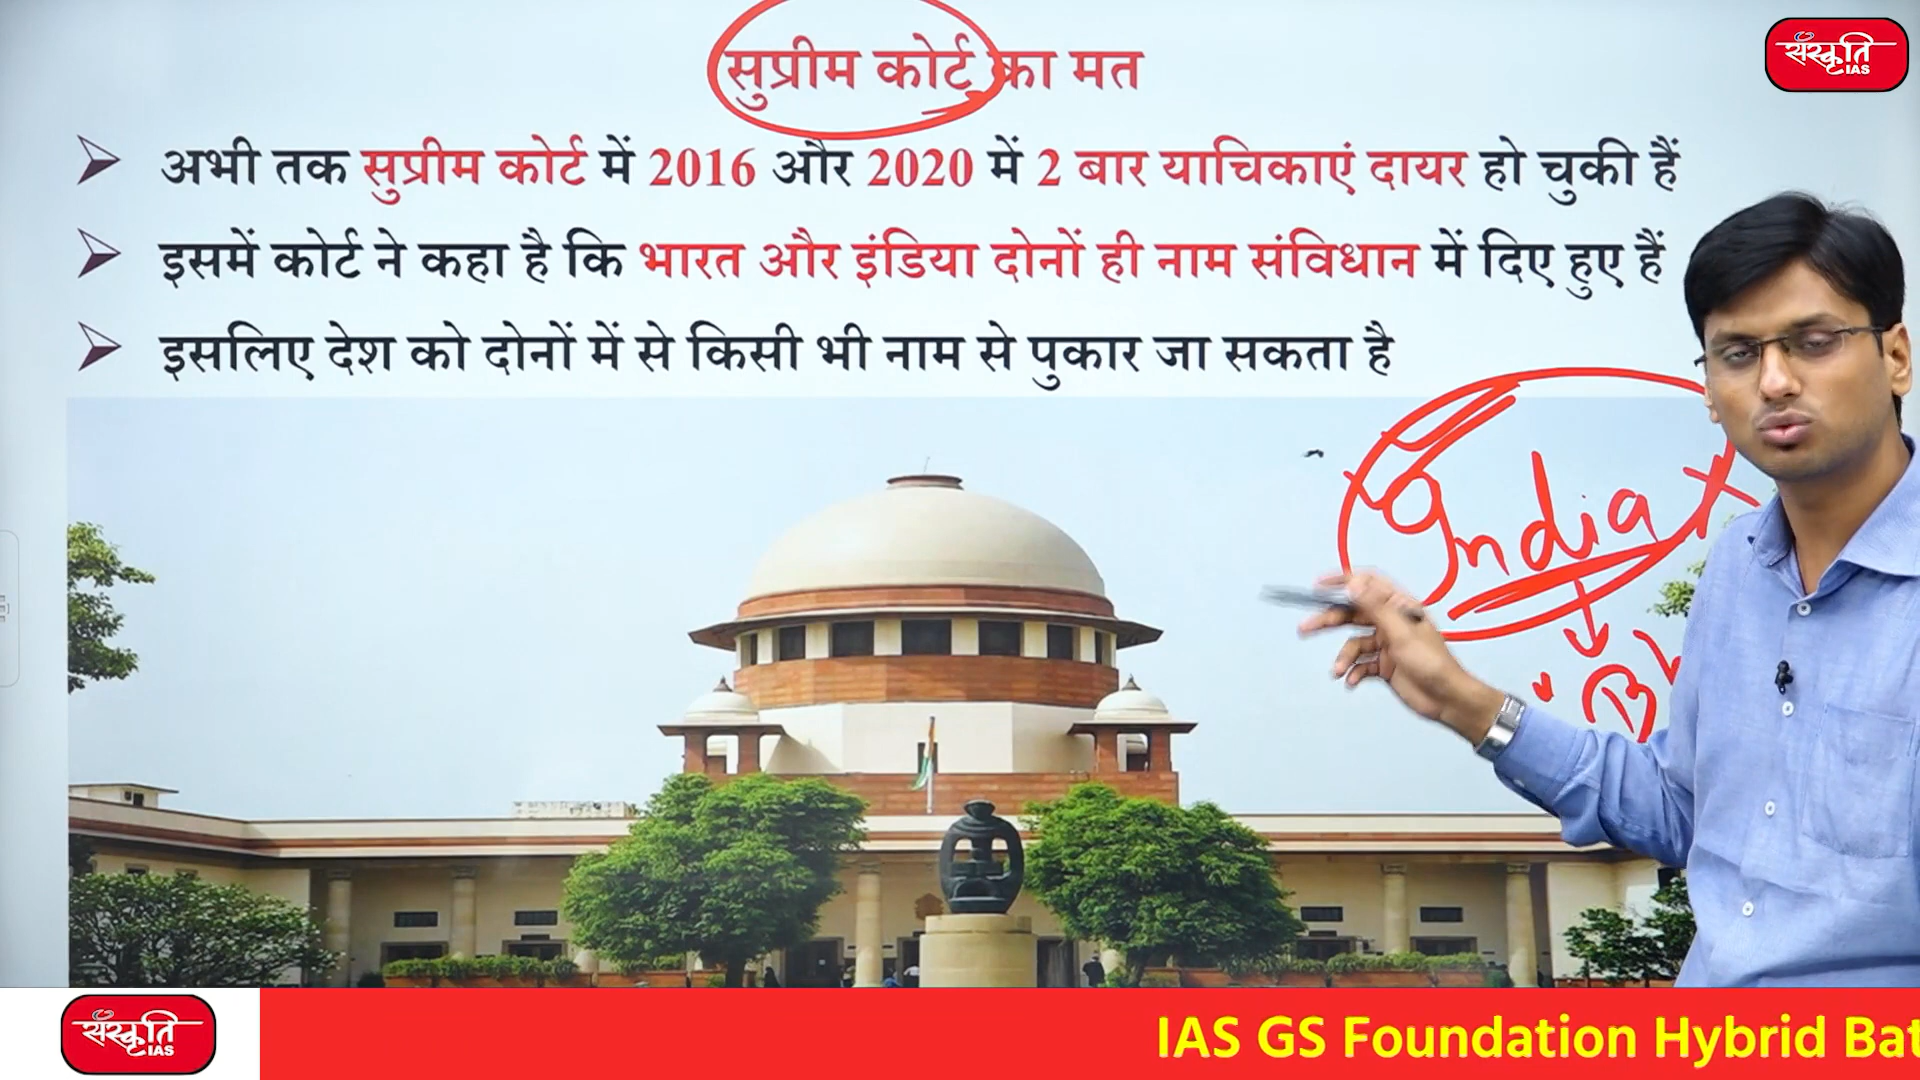 सुप्रीम कोर्ट का मत
संस्कृति
IAS
अभी तक सुप्रीम कोर्ट में 2016 और 2020 में 2 बार याचिकाएं दायर हो चुकी हैं
इसमें कोर्ट ने कहा है कि भारत और इंडिया दोनों ही नाम संविधान में दिए हुए हैं
इसलिए देश को दोनों में से किसी भी नाम से पुकार जा सकता है
India
संस्कृति
IAS
IAS GS Foundation Hybrid Bat